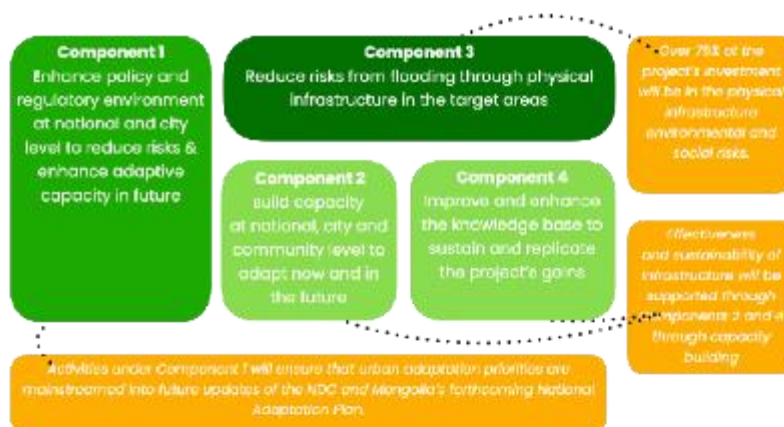 Component 1
Enhance policy and
regulatory environment
at national and city
level to reduce risks &
enhance adaptive
capacity in future
Component 3
Reduce risks from flooding through physical
infrastructure in the target areas
Component 2
Build capacity
at national, city and
community level to
adapt now and in
the future
Component 4
Improve and enhance
the knowledge base to
sustain and replicate
the project's gains
Over 75% of the
project's investment
will be in the physical
infrastructure
environmental and
social risks.
Effectiveness
and sustainability of
infrastructure will be
supported through
Components 2 and 4
through capacity
building
Activities under Component 1 will ensure that urban adaptation priorities are
mainstreamed into future updates of the NDC and Mongolia's forthcoming National
Adaptation Plan.